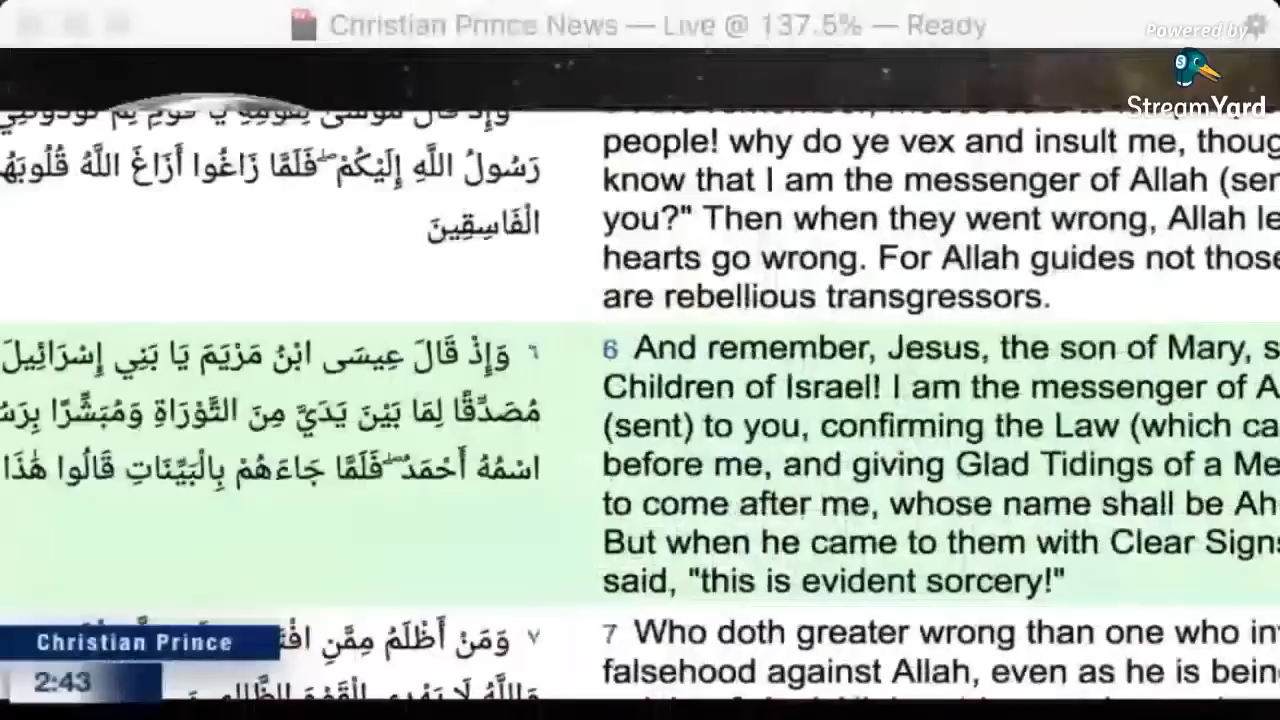 Christian Prince News — Live @ 137.5% — Ready
Powered by
StreamYard
رَسُولُ اللَّهِ إِلَيْكُمْ ۖ فَلَمَّا زَاغُوا أَزَاغَ اللَّهُ قُلُوبَهُ
الْفَاسِقِينَ
people! why do ye vex and insult me, thoug
know that I am the messenger of Allah (ser
you?" Then when they went wrong, Allah le
hearts go wrong. For Allah guides not those
are rebellious transgressors.
٦ وَإِذْ قَالَ عِيسَى ابْنُ مَرْيَمَ يَا بَنِي إِسْرَائِيلَ
مُصَدِّقًا لِمَا بَيْنَ يَدَيَّ مِنَ التَّوْرَاةِ وَمُبَشِّرًا بِرَسُ
اسْمُهُ أَحْمَدُ ۖ فَلَمَّا جَاءَهُمْ بِالْبَيِّنَاتِ قَالُوا هَٰذَا
6 And remember, Jesus, the son of Mary, s
Children of Israel! I am the messenger of A
(sent) to you, confirming the Law (which ca
before me, and giving Glad Tidings of a Me
to come after me, whose name shall be Ah
But when he came to them with Clear Signs
said, "this is evident sorcery!"
٧ وَمَنْ أَظْلَمُ مِمَّنِ
7 Who doth greater wrong than one who inv
falsehood against Allah, even as he is being
Christian Prince
2:43